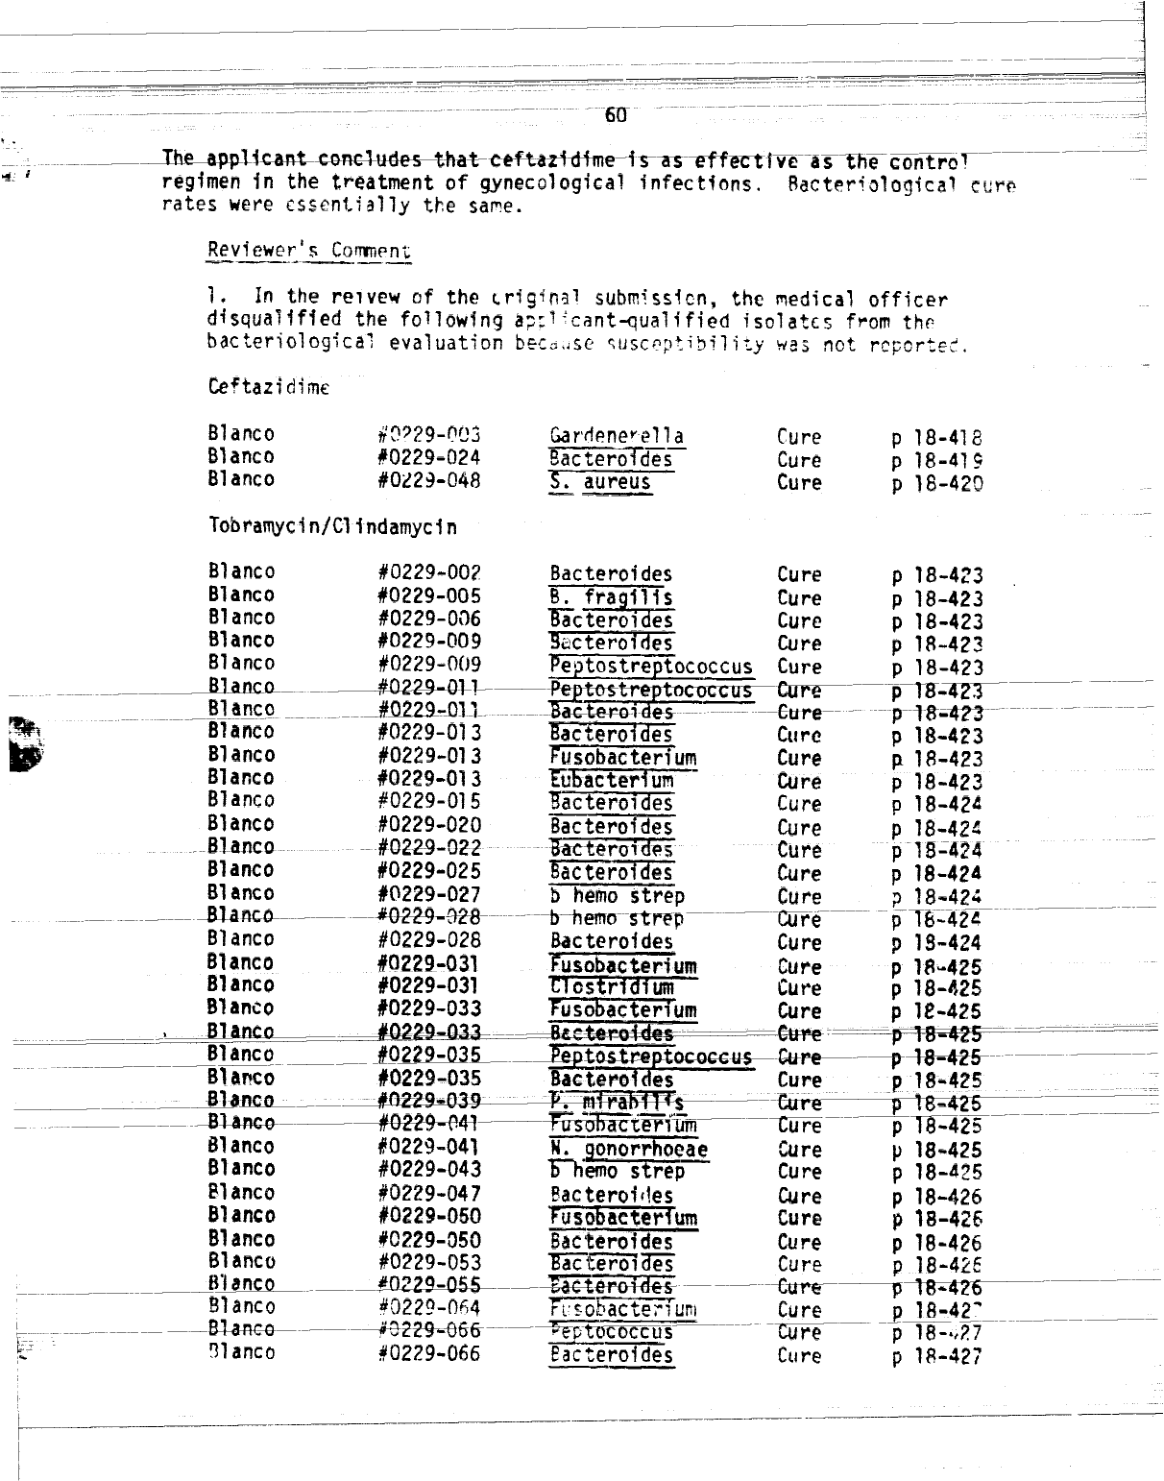 60
The applicant concludes that ceftazidime is as effective as the control
regimen in the treatment of gynecological infections. Bacteriological cure
rates were essentially the same.
Reviewer's Comment
1. In the reivew of the original submission, the medical officer
disqualified the following applicant-qualified isolates from the
bacteriological evaluation because susceptibility was not reported.
Ceftazidime
Blanco #0229-003 Gardenerella Cure p 18-418
Blanco #0229-024 Bacteroides Cure p 18-419
Blanco #0229-048 S. aureus Cure p 18-420
Tobramycin/Clindamycin
Blanco #0229-002 Bacteroides Cure p 18-423
Blanco #0229-005 B. fragilis Cure p 18-423
Blanco #0229-006 Bacteroides Cure p 18-423
Blanco #0229-009 Bacteroides Cure p 18-423
Blanco #0229-009 Peptostreptococcus Cure p 18-423
Blanco #0229-011 Peptostreptococcus Cure p 18-423
Blanco #0229-011 Bacteroides Cure p 18-423
Blanco #0229-013 Bacteroides Cure p 18-423
Blanco #0229-013 Fusobacterium Cure p 18-423
Blanco #0229-013 Eubacterium Cure p 18-423
Blanco #0229-015 Bacteroides Cure p 18-424
Blanco #0229-020 Bacteroides Cure p 18-424
Blanco #0229-022 Bacteroides Cure p 18-424
Blanco #0229-025 Bacteroides Cure p 18-424
Blanco #0229-027 b hemo strep Cure p 18-424
Blanco #0229-028 b hemo strep Cure p 18-424
Blanco #0229-028 Bacteroides Cure p 18-424
Blanco #0229-031 Fusobacterium Cure p 18-425
Blanco #0229-031 Clostridium Cure p 18-425
Blanco #0229-033 Fusobacterium Cure p 18-425
Blanco #0229-033 Bacteroides Cure p 18-425
Blanco #0229-035 Peptostreptococcus Cure p 18-425
Blanco #0229-035 Bacteroides Cure p 18-425
Blanco #0229-039 P. mirabilis Cure p 18-425
Blanco #0229-041 Fusobacterium Cure p 18-425
Blanco #0229-041 N. gonorrhoeae Cure p 18-425
Blanco #0229-043 b hemo strep Cure p 18-425
Blanco #0229-047 Bacteroides Cure p 18-426
Blanco #0229-050 Fusobacterium Cure p 18-426
Blanco #0229-050 Bacteroides Cure p 18-426
Blanco #0229-053 Bacteroides Cure p 18-426
Blanco #0229-055 Bacteroides Cure p 18-426
Blanco #0229-064 Fusobacterium Cure p 18-427
Blanco #0229-066 Peptococcus Cure p 18-427
Blanco #0229-066 Bacteroides Cure p 18-427